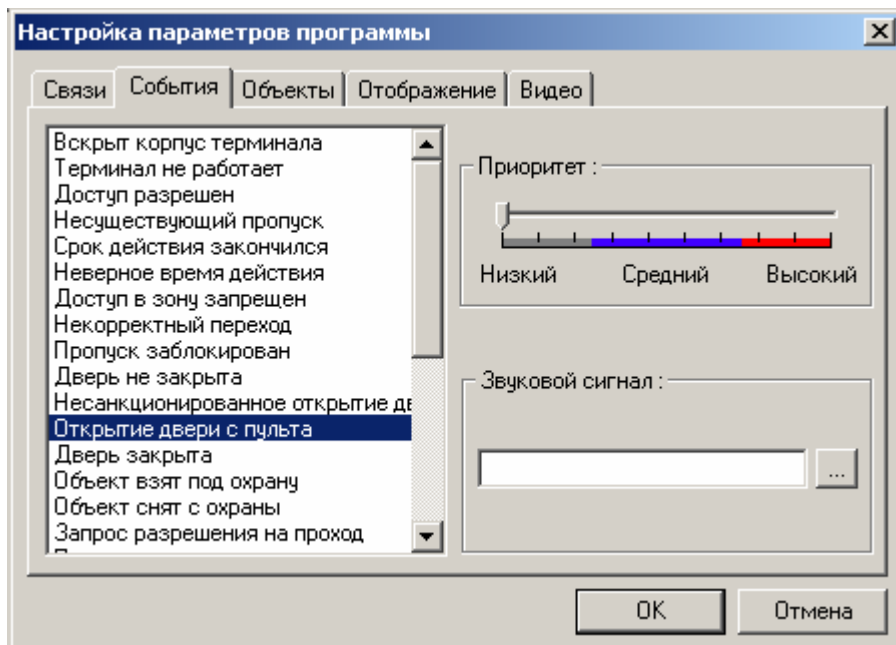 Настройка параметров программы
Связи События Объекты Отображение Видео
Вскрыт корпус терминала
Терминал не работает
Доступ разрешен
Несуществующий пропуск
Срок действия закончился
Неверное время действия
Доступ в зону запрещен
Некорректный переход
Пропуск заблокирован
Дверь не закрыта
Несанкционированное открытие
Открытие двери с пульта
Дверь закрыта
Объект взят под охрану
Объект снят с охраны
Запрос разрешения на проход
Приоритет :
Низкий Средний Высокий
Звуковой сигнал :
...
OK Отмена